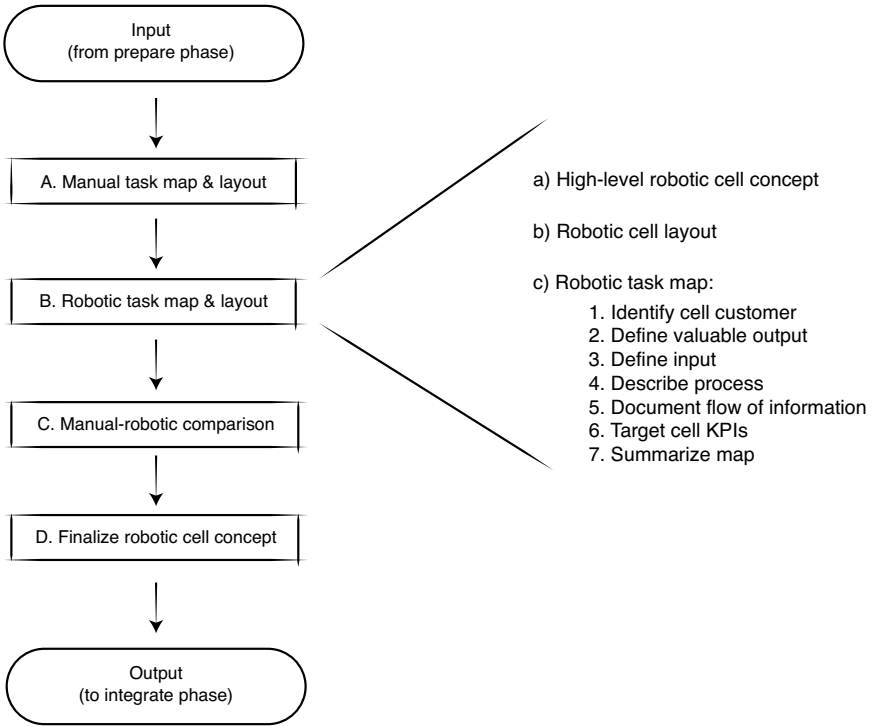 Input
(from prepare phase)
A. Manual task map & layout
B. Robotic task map & layout
C. Manual-robotic comparison
D. Finalize robotic cell concept
Output
(to integrate phase)
a) High-level robotic cell concept
b) Robotic cell layout
c) Robotic task map:
1. Identify cell customer
2. Define valuable output
3. Define input
4. Describe process
5. Document flow of information
6. Target cell KPIs
7. Summarize map